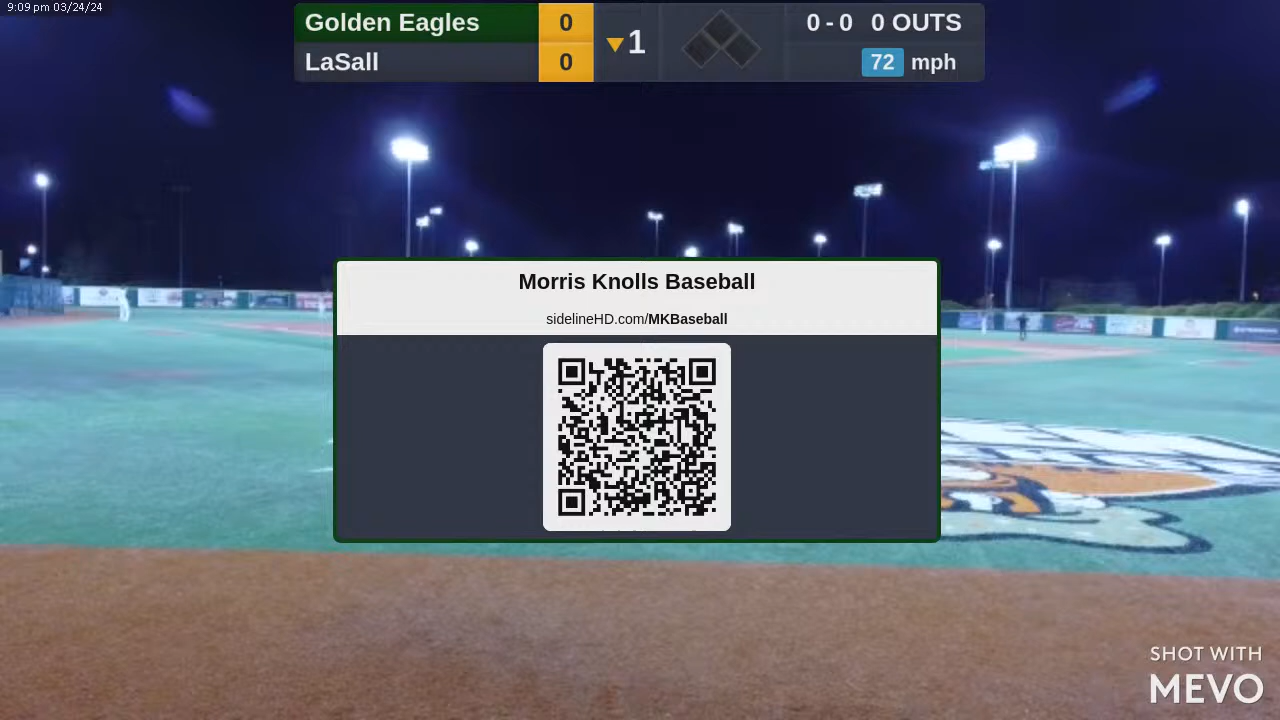 9:09 pm 03/24/24
Golden Eagles 0
LaSall 0
1
0 - 0 0 OUTS
72 mph
Morris Knolls Baseball
sidelineHD.com/MKBaseball
SHOT WITH
MEVO